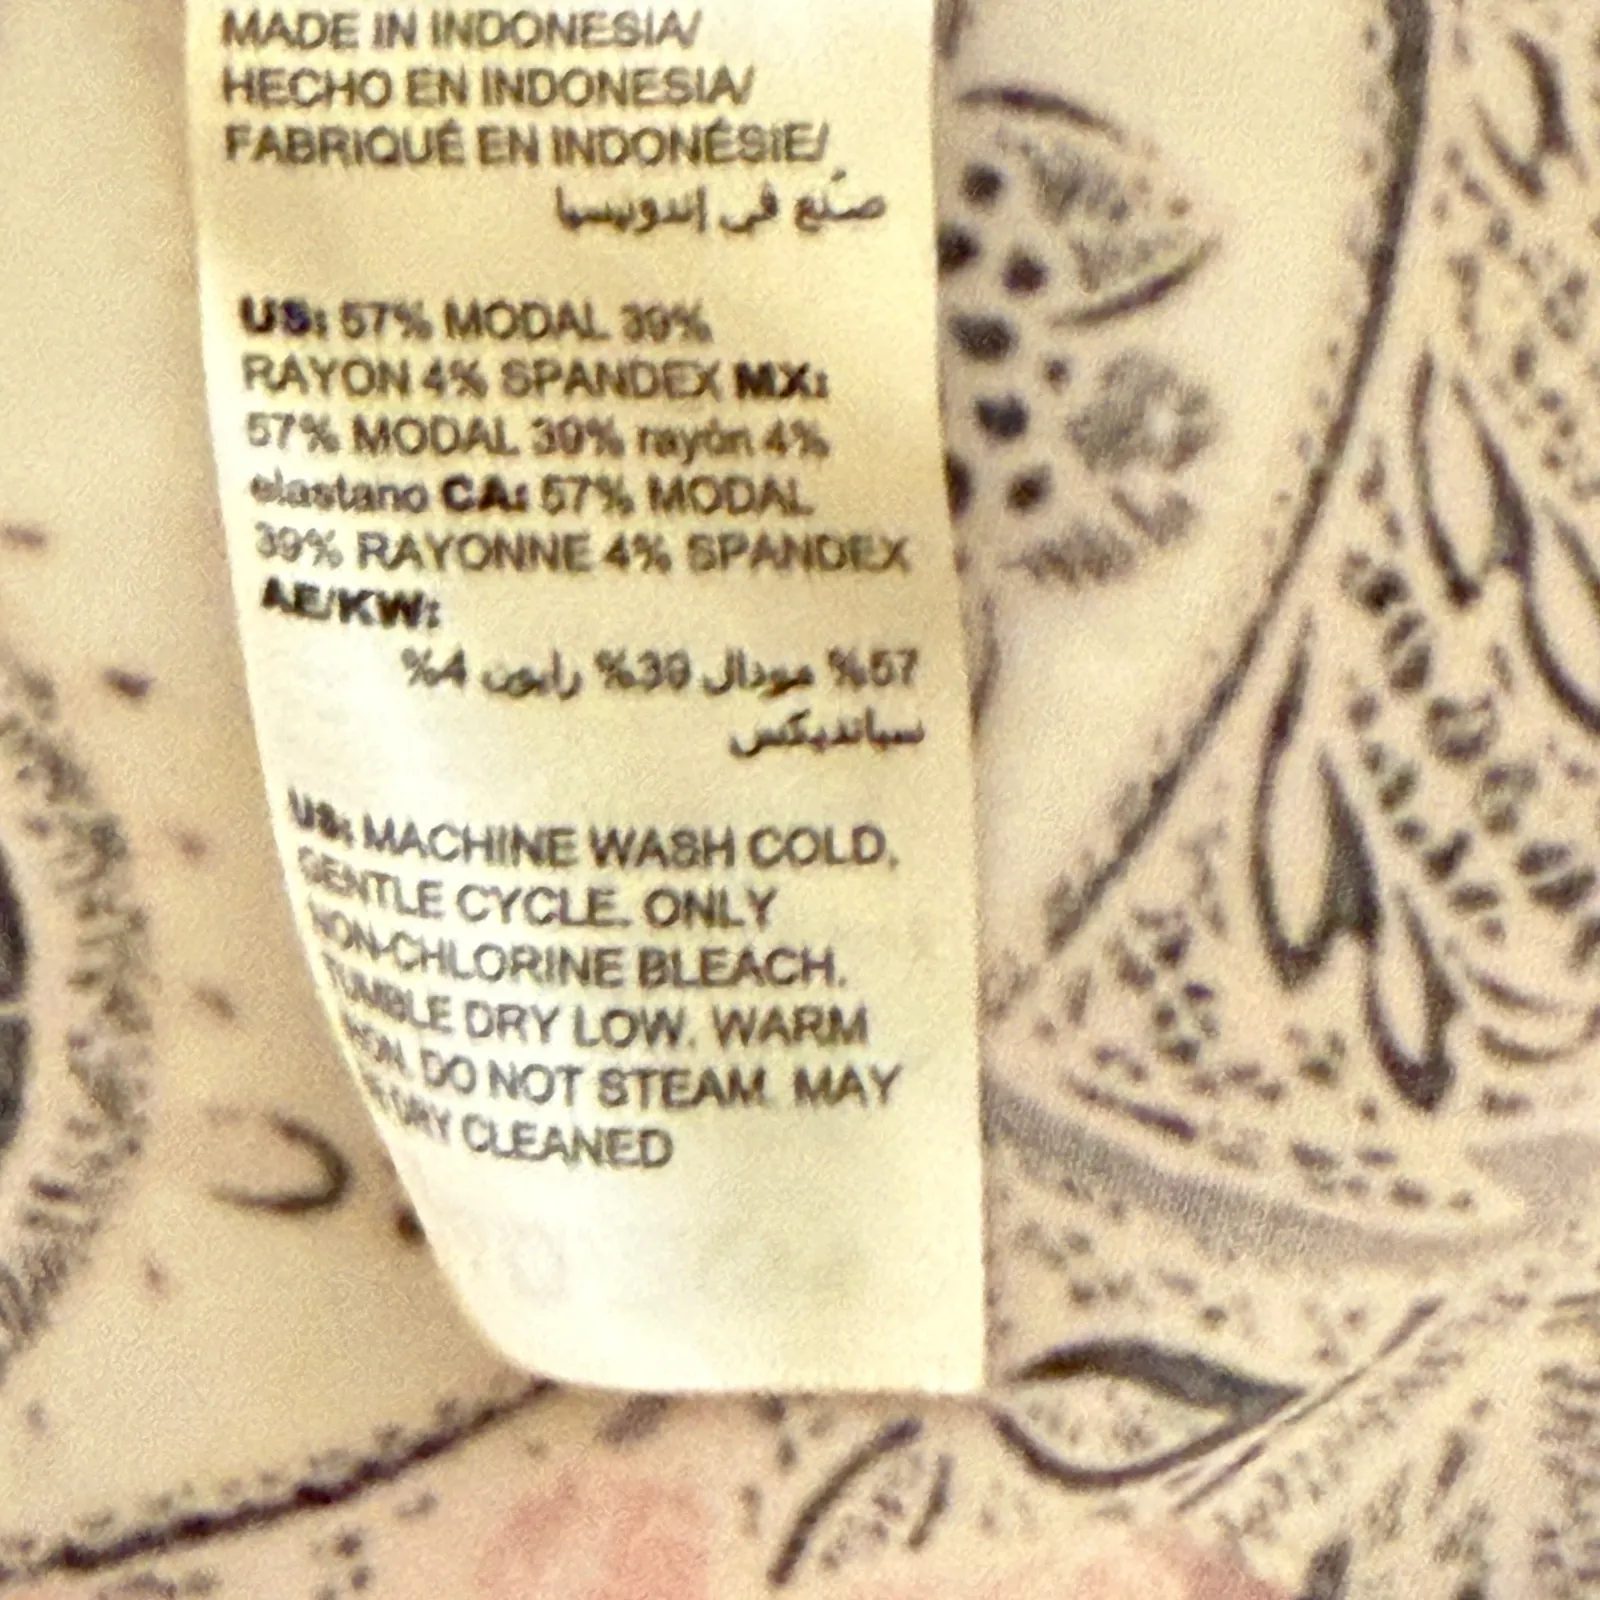 MADE IN INDONESIA/
HECHO EN INDONESIA/
FABRIQUÉ EN INDONÉSIE/
صُنع في إندونيسيا
US: 57% MODAL 39%
RAYON 4% SPANDEX MX:
57% MODAL 39% rayón 4%
elastano CA: 57% MODAL
39% RAYONNE 4% SPANDEX
AE/KW:
57% مودال 39% رايون 4%
سباندیکس
US: MACHINE WASH COLD,
GENTLE CYCLE. ONLY
NON-CHLORINE BLEACH.
TUMBLE DRY LOW. WARM
IRON. DO NOT STEAM. MAY
DRY CLEANED